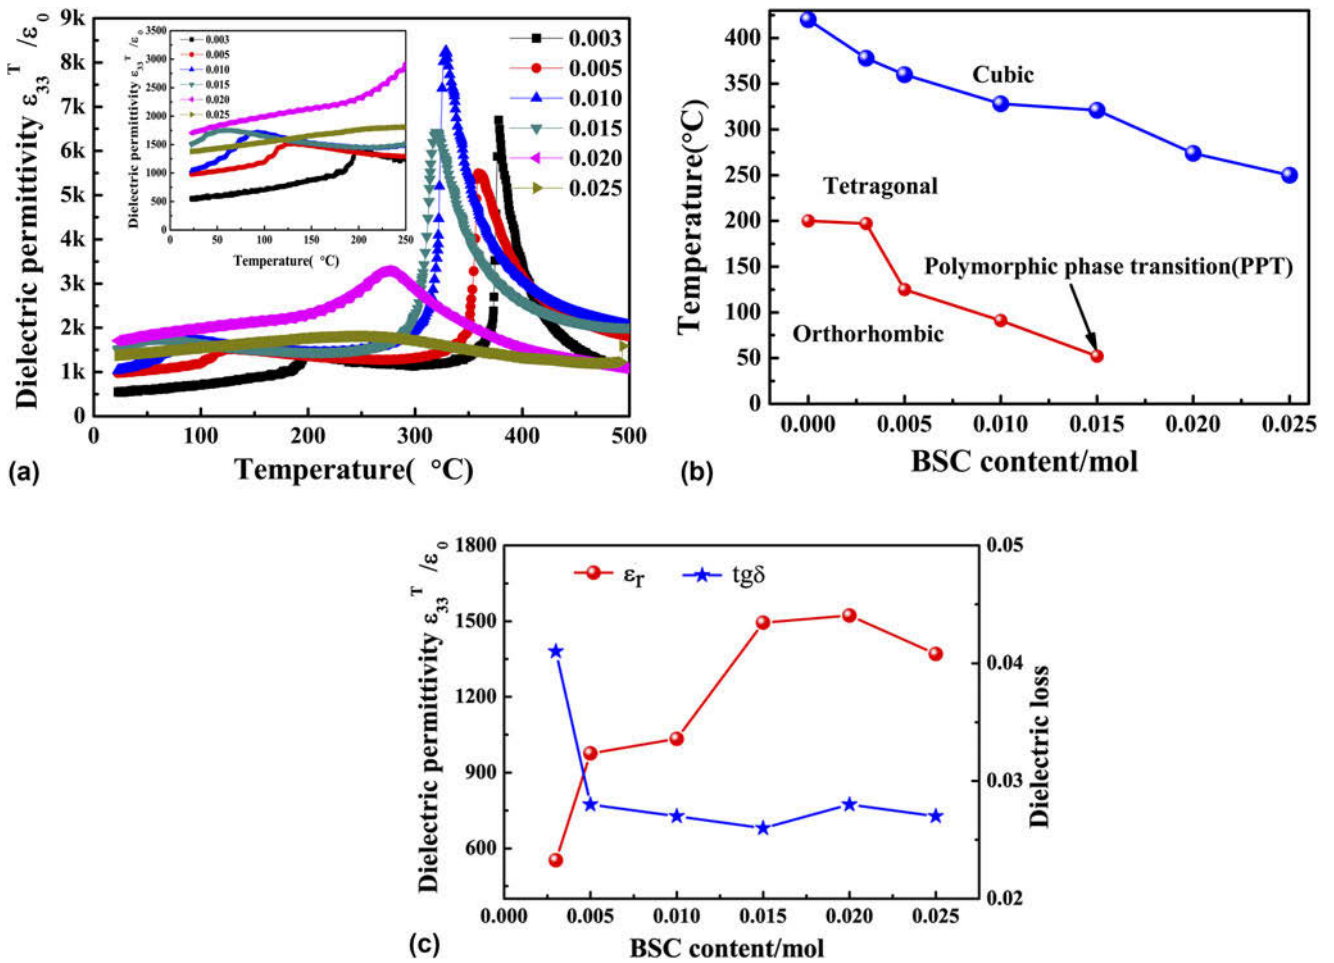 9k
8k
7k
6k
5k
4k
3k
2k
1k
0
0 100 200 300 400 500
Dielectric permittivity ε33^T /ε0
Temperature( °C)
0.003
0.005
0.010
0.015
0.020
0.025
3500
3000
2500
2000
1750
1500
1000
500
0
0 50 100 150 200 250
Dielectric permittivity ε33^T/ε0
Temperature( °C)
0.003
0.005
0.010
0.015
0.020
0.025
(a)
400
350
300
250
200
150
100
50
0
Temperature(°C)
Cubic
Tetragonal
Polymorphic phase transition(PPT)
Orthorhombic
0.000 0.005 0.010 0.015 0.020 0.025
BSC content/mol
(b)
1800
1500
1200
900
600
Dielectric permittivity ε33^T /ε0
εr
tgδ
0.05
0.04
0.03
0.02
Dielectric loss
0.000 0.005 0.010 0.015 0.020 0.025
BSC content/mol
(c)